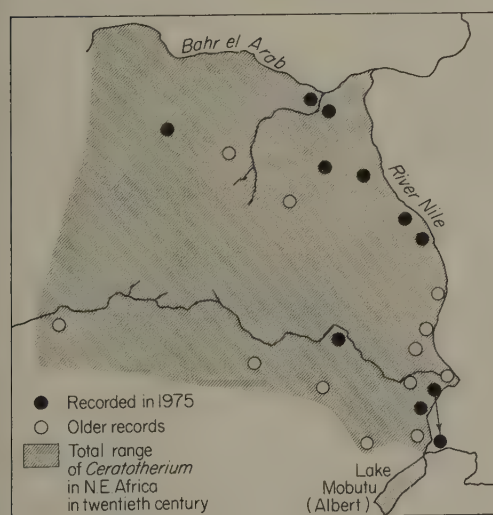 Bahr el Arab
River Nile
Recorded in 1975
Older records
Total range
of Ceratotherium
in N E Africa
in twentieth century
Lake
Mobutu
(Albert)